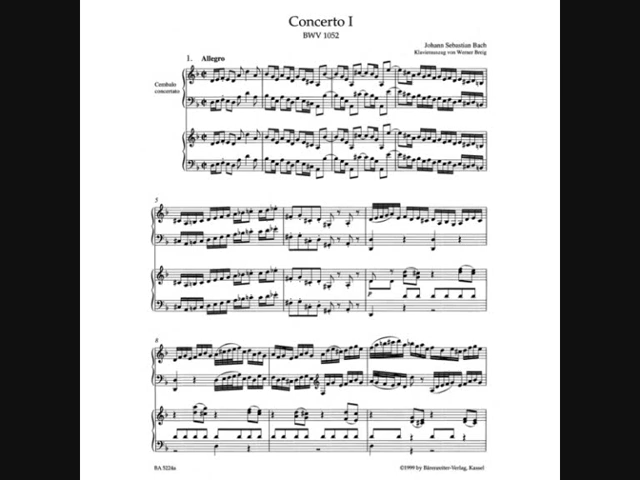 Concerto I
BWV 1052
Johann Sebastian Bach
Klavierauszug von Werner Breig
1. Allegro
Cembalo
concertato
5
8
BA 5224a
©1999 by Bärenreiter-Verlag, Kassel